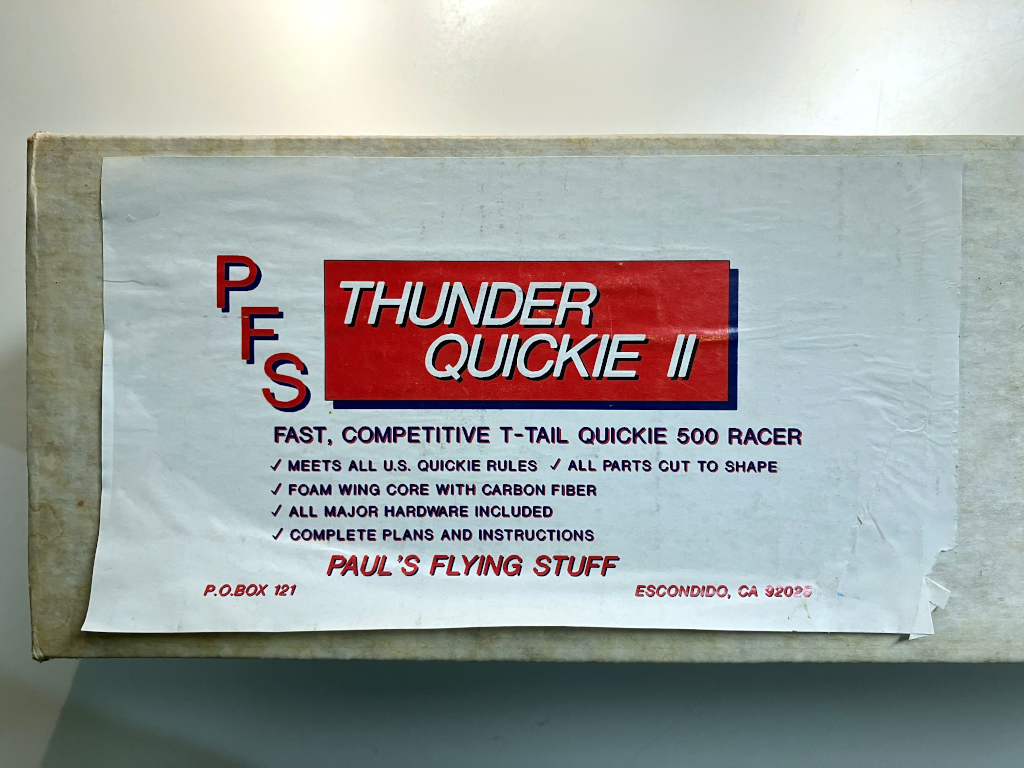 PFS
THUNDER
QUICKIE II
FAST, COMPETITIVE T-TAIL QUICKIE 500 RACER
✓ MEETS ALL U.S. QUICKIE RULES ✓ ALL PARTS CUT TO SHAPE
✓ FOAM WING CORE WITH CARBON FIBER
✓ ALL MAJOR HARDWARE INCLUDED
✓ COMPLETE PLANS AND INSTRUCTIONS
PAUL'S FLYING STUFF
P.O.BOX 121 ESCONDIDO, CA